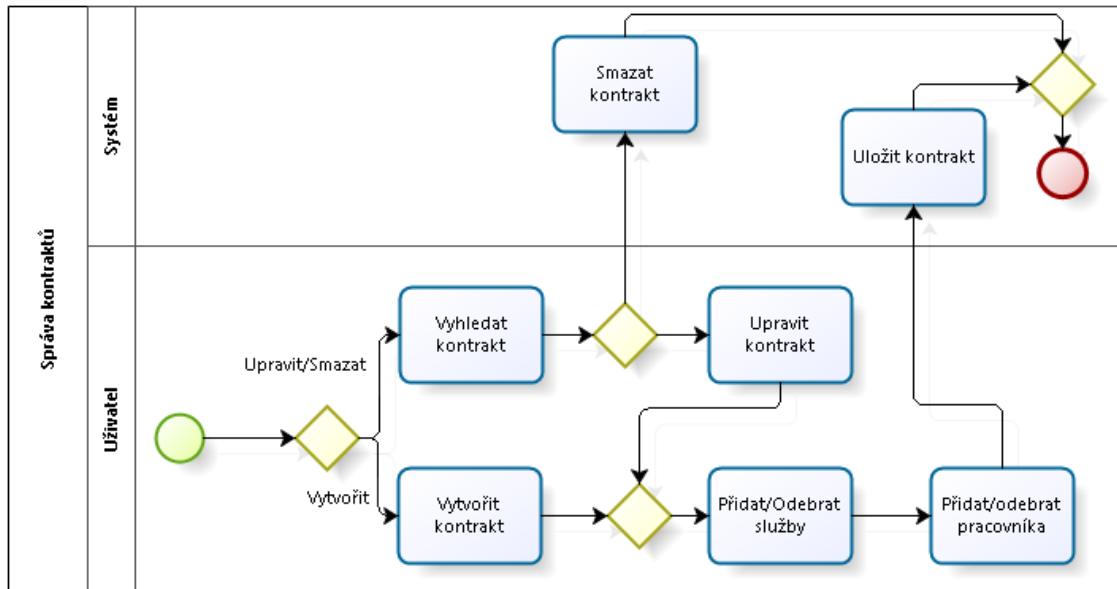 Správa kontraktů
Systém
Smazat
kontrakt
Uložit kontrakt
Uživatel
Vyhledat
kontrakt
Upravit
kontrakt
Upravit/Smazat
Vytvořit
Vytvořit
kontrakt
Přidat/Odebrat
služby
Přidat/odebrat
pracovníka